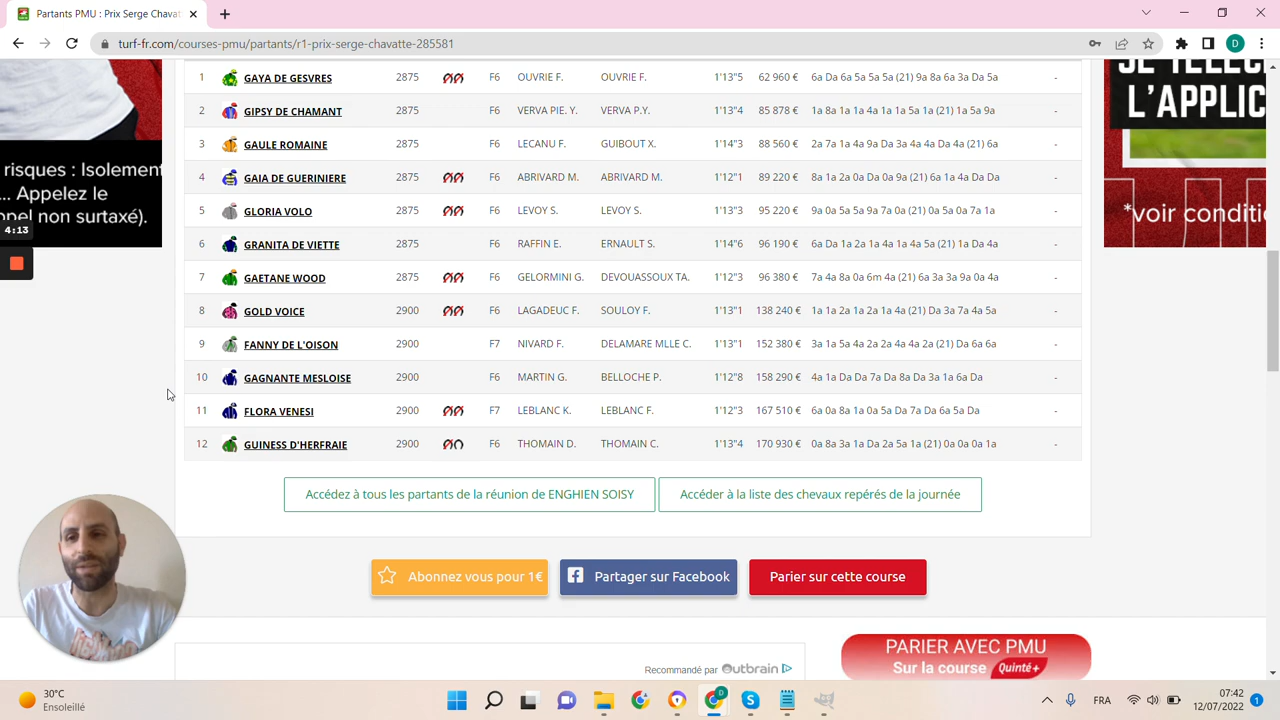 Partants PMU : Prix Serge Chavat
turf-fr.com/courses-pmu/partants/r1-prix-serge-chavatte-285581
D
1 GAYA DE GESVRES 2875 F6 OUVRIE F. OUVRIE F. 1'13"5 62 960 € 6a Da 6a 5a 5a 5a (21) 9a 8a 6a 3a Da 5a -
2 GIPSY DE CHAMANT 2875 F6 VERVA PIE. Y. VERVA P.Y. 1'13"4 85 878 € 1a 8a 1a 1a 4a 1a 1a 5a 1a (21) 1a 5a 9a -
3 GAULE ROMAINE 2875 F6 LECANU F. GUIBOUT X. 1'14"3 88 560 € 2a 7a 1a 4a 9a Da 3a 4a 4a Da 4a (21) 6a -
4 GAIA DE GUERINIERE 2875 F6 ABRIVARD M. ABRIVARD M. 1'12"1 89 220 € 8a 1a 2a 0a Da 0a 9a (21) 6a 1a 4a Da Da -
5 GLORIA VOLO 2875 F6 LEVOY S. LEVOY S. 1'13"3 95 220 € 9a 0a 5a 5a 9a 7a 0a (21) 0a 5a 0a 7a 1a -
6 GRANITA DE VIETTE 2875 F6 RAFFIN E. ERNAULT S. 1'14"6 96 190 € 6a Da 1a 2a 1a 4a 1a 4a 5a (21) 1a Da 4a -
7 GAETANE WOOD 2875 F6 GELORMINI G. DEVOUASSOUX TA. 1'12"3 96 380 € 7a 4a 8a 0a 6m 4a (21) 6a 3a 3a 9a 0a 4a -
8 GOLD VOICE 2900 F6 LAGADEUC F. SOULOY F. 1'13"1 138 240 € 1a 1a 2a 1a 2a 1a 4a (21) Da 3a 7a 4a 5a -
9 FANNY DE L'OISON 2900 F7 NIVARD F. DELAMARE MLLE C. 1'13"1 152 380 € 3a 1a 5a 4a 2a 2a 4a 4a 2a (21) Da 6a 6a -
10 GAGNANTE MESLOISE 2900 F6 MARTIN G. BELLOCHE P. 1'12"8 158 290 € 4a 1a Da Da 7a Da 8a Da 3a 1a 6a Da -
11 FLORA VENESI 2900 F7 LEBLANC K. LEBLANC F. 1'12"3 167 510 € 6a 0a 8a 1a 0a 5a Da 7a Da 6a 5a Da -
12 GUINESS D'HERFRAIE 2900 F6 THOMAIN D. THOMAIN C. 1'13"4 170 930 € 0a 8a 3a 1a Da 2a 5a 1a (21) 0a 0a 0a 1a -
risques : Isolement
... Appelez le
ppel non surtaxé).
4:13
JE TÉLÉC
L'APPLIC
*voir conditi
Accédez à tous les partants de la réunion de ENGHIEN SOISY
Accéder à la liste des chevaux repérés de la journée
Abonnez vous pour 1€
Partager sur Facebook
Parier sur cette course
Recommandé par Outbrain
PARIER AVEC PMU
Sur la course Quinté+
30°C
Ensoleillé
D
FRA
07:42
12/07/2022
1